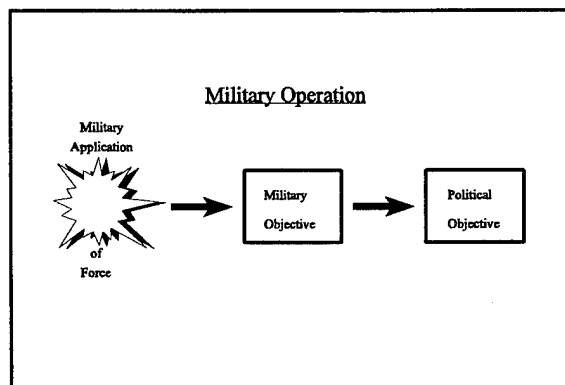 Military Operation
Military
Application
of
Force
Military
Objective
Political
Objective